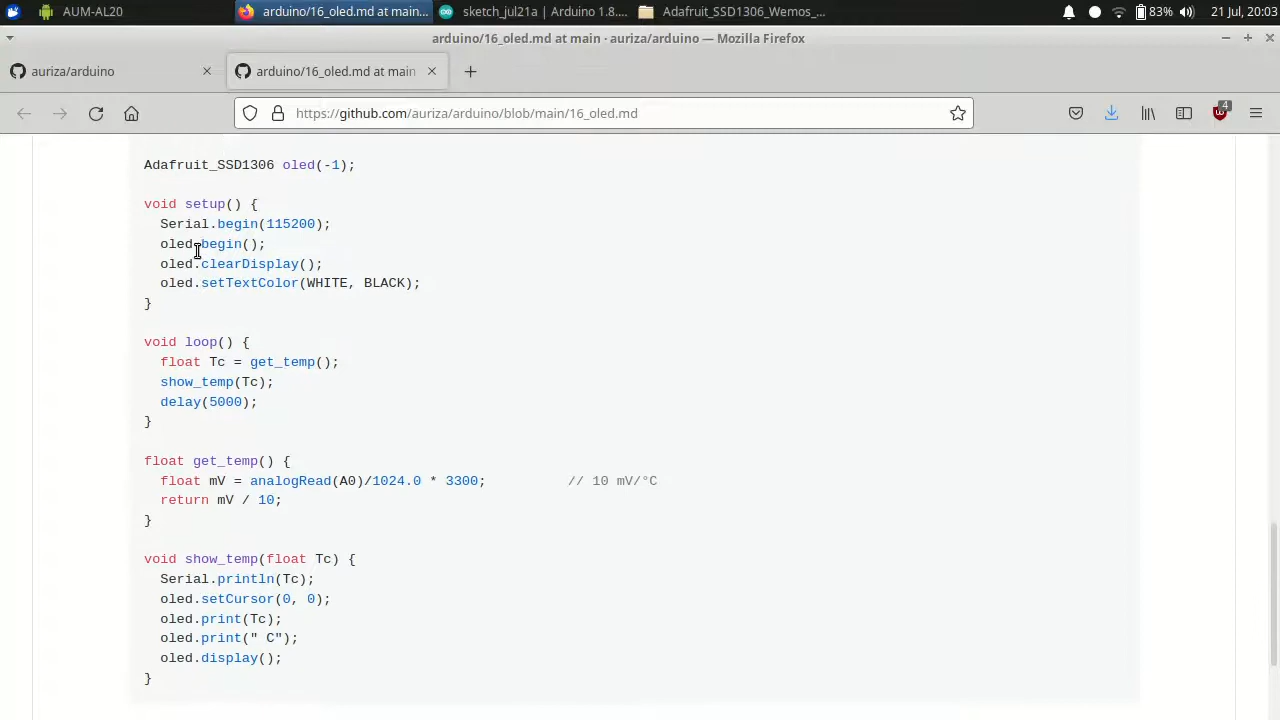 AUM-AL20
arduino/16_oled.md at main...
sketch_jul21a | Arduino 1.8....
Adafruit_SSD1306_Wemos_...
83%
21 Jul, 20:03
arduino/16_oled.md at main · auriza/arduino — Mozilla Firefox
auriza/arduino
arduino/16_oled.md at main
https://github.com/auriza/arduino/blob/main/16_oled.md
4
Adafruit_SSD1306 oled(-1);
void setup() {
  Serial.begin(115200);
  oled.begin();
  oled.clearDisplay();
  oled.setTextColor(WHITE, BLACK);
}
void loop() {
  float Tc = get_temp();
  show_temp(Tc);
  delay(5000);
}
float get_temp() {
  float mV = analogRead(A0)/1024.0 * 3300;          // 10 mV/°C
  return mV / 10;
}
void show_temp(float Tc) {
  Serial.println(Tc);
  oled.setCursor(0, 0);
  oled.print(Tc);
  oled.print(" C");
  oled.display();
}